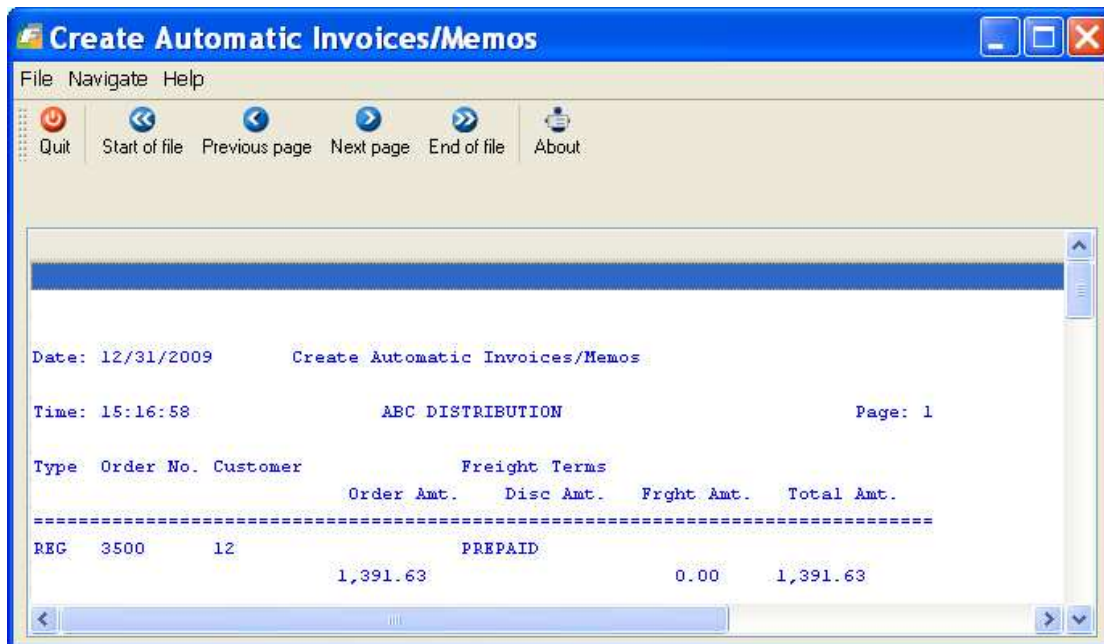 Create Automatic Invoices/Memos
File Navigate Help
Quit Start of file Previous page Next page End of file About
Date: 12/31/2009 Create Automatic Invoices/Memos
Time: 15:16:58 ABC DISTRIBUTION Page: 1
Type Order No. Customer Freight Terms
Order Amt. Disc Amt. Frght Amt. Total Amt.
================================================================================
REG 3500 12 PREPAID
1,391.63 0.00 1,391.63